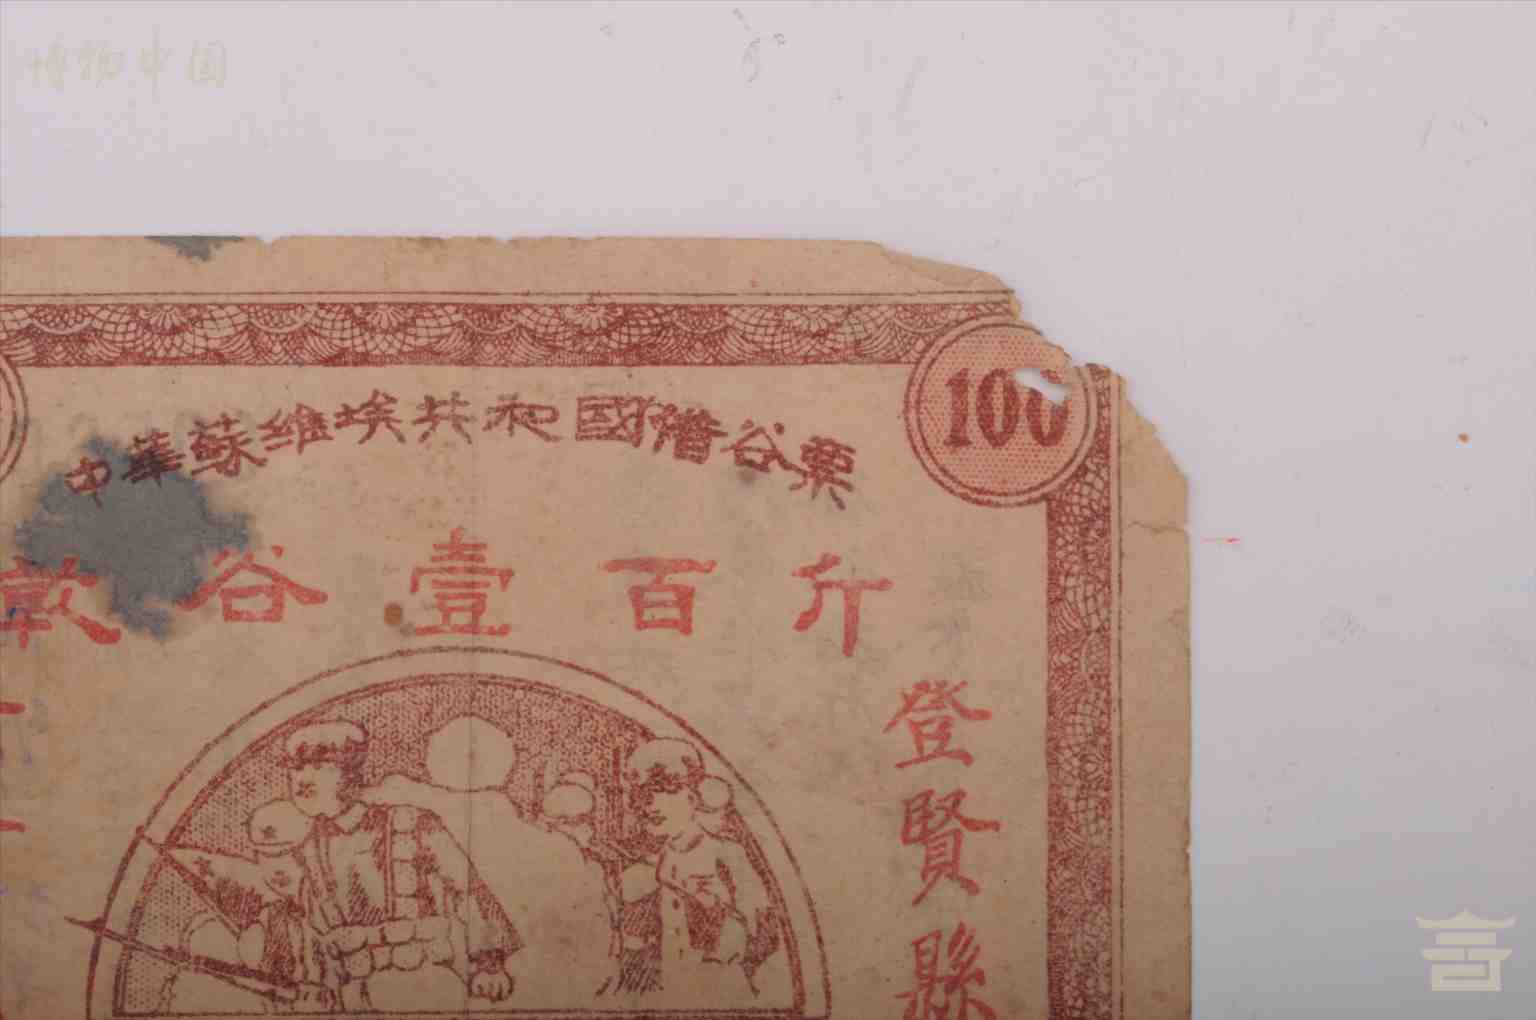 博物中国
中華蘇維埃共和國借谷票
100
乾谷壹百斤
登賢縣